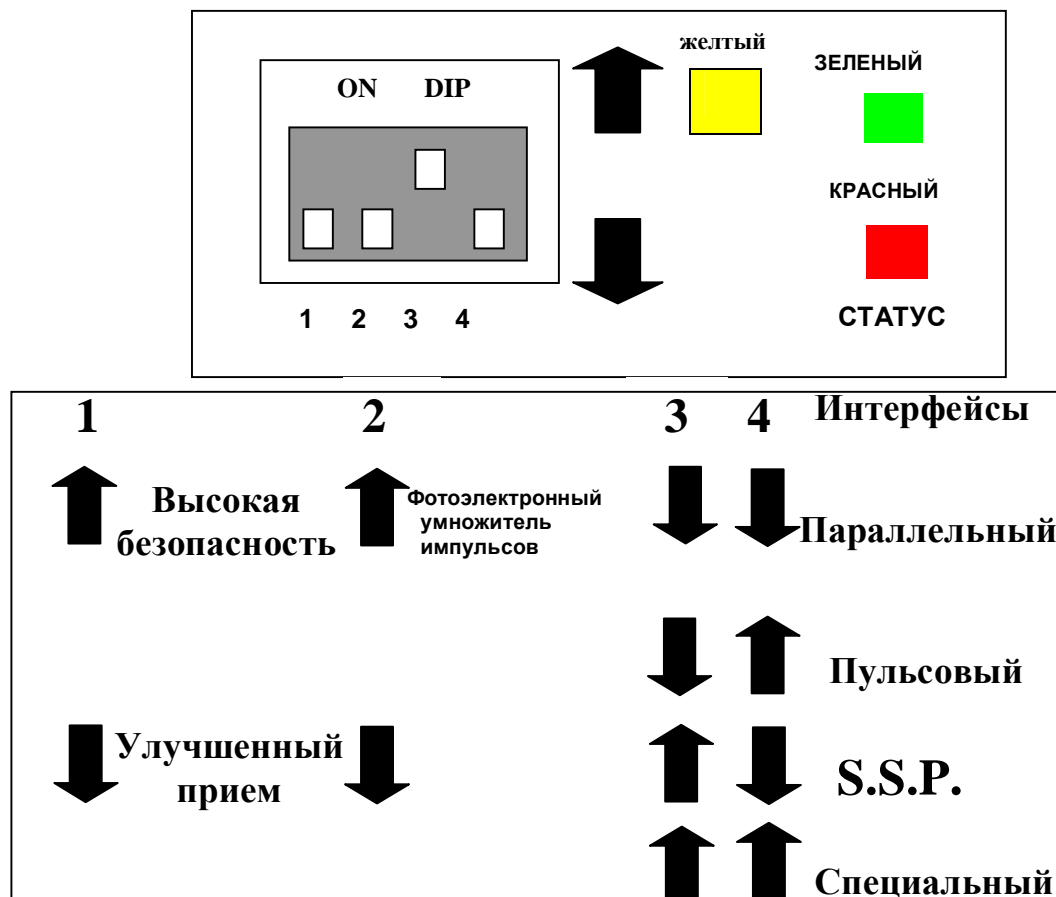 желтый
ЗЕЛЕНЫЙ
ON DIP
КРАСНЫЙ
1 2 3 4
СТАТУС
1 2 3 4 Интерфейсы
Высокая
безопасность
Фотоэлектронный
умножитель
импульсов
Параллельный
Пульсовый
Улучшенный
прием
S.S.P.
Специальный